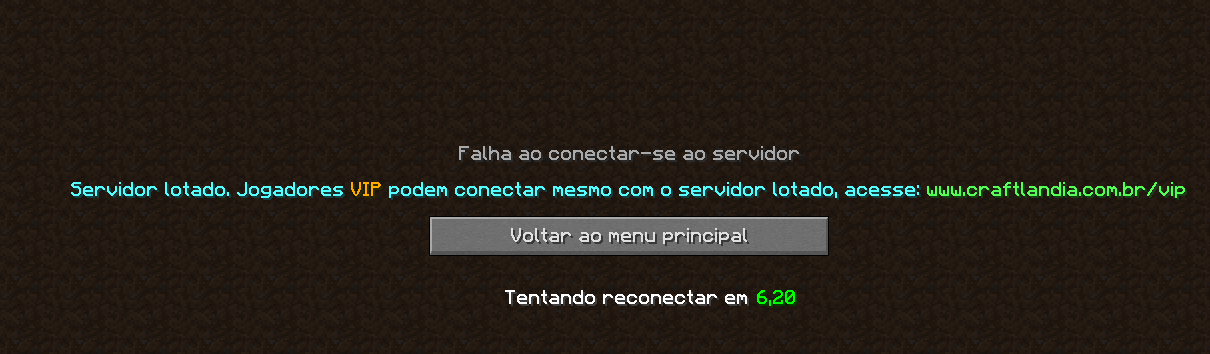 Falha ao conectar-se ao servidor
Servidor lotado. Jogadores VIP podem conectar mesmo com o servidor lotado, acesse: www.craftlandia.com.br/vip
Voltar ao menu principal
Tentando reconectar em 6,20